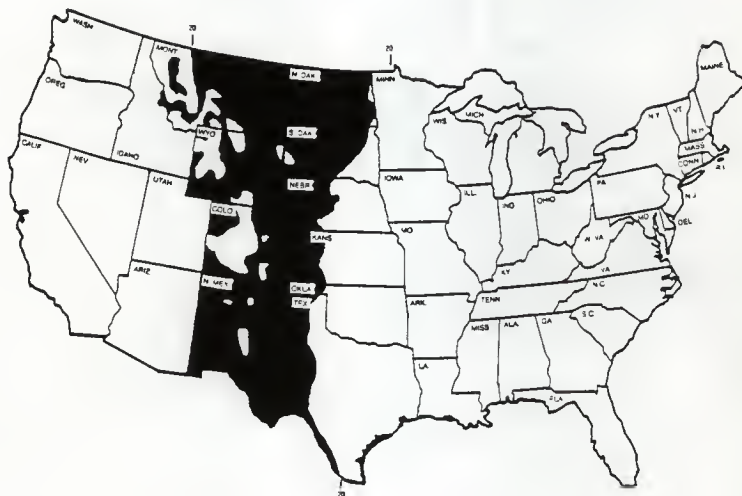 20
20
WASH
MONT
N. DAK
MINN
MAINE
OREG
WIS
MICH
N.Y.
VT
N.H.
WYO
S. DAK
MASS
CONN
R.I.
CALIF
NEV
IDAHO
UTAH
NEBR
IOWA
ILL
IND
OHIO
PA
N.J.
COLO
MD
DEL
KANS
MO
W. VA
KY
VA
ARIZ
N. MEX
OKLA
TEX
ARK
TENN
N.C.
S.C.
MISS
ALA
GA
LA
FLA
20